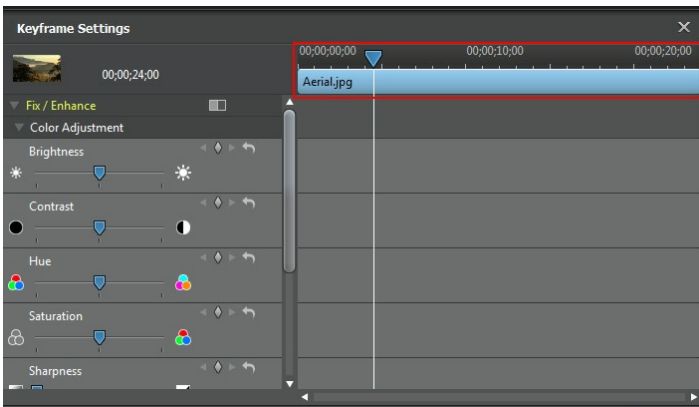 Keyframe Settings
00;00;24;00
00;00;00;00 00;00;10;00 00;00;20;00
Aerial.jpg
Fix / Enhance
Color Adjustment
Brightness
Contrast
Hue
Saturation
Sharpness